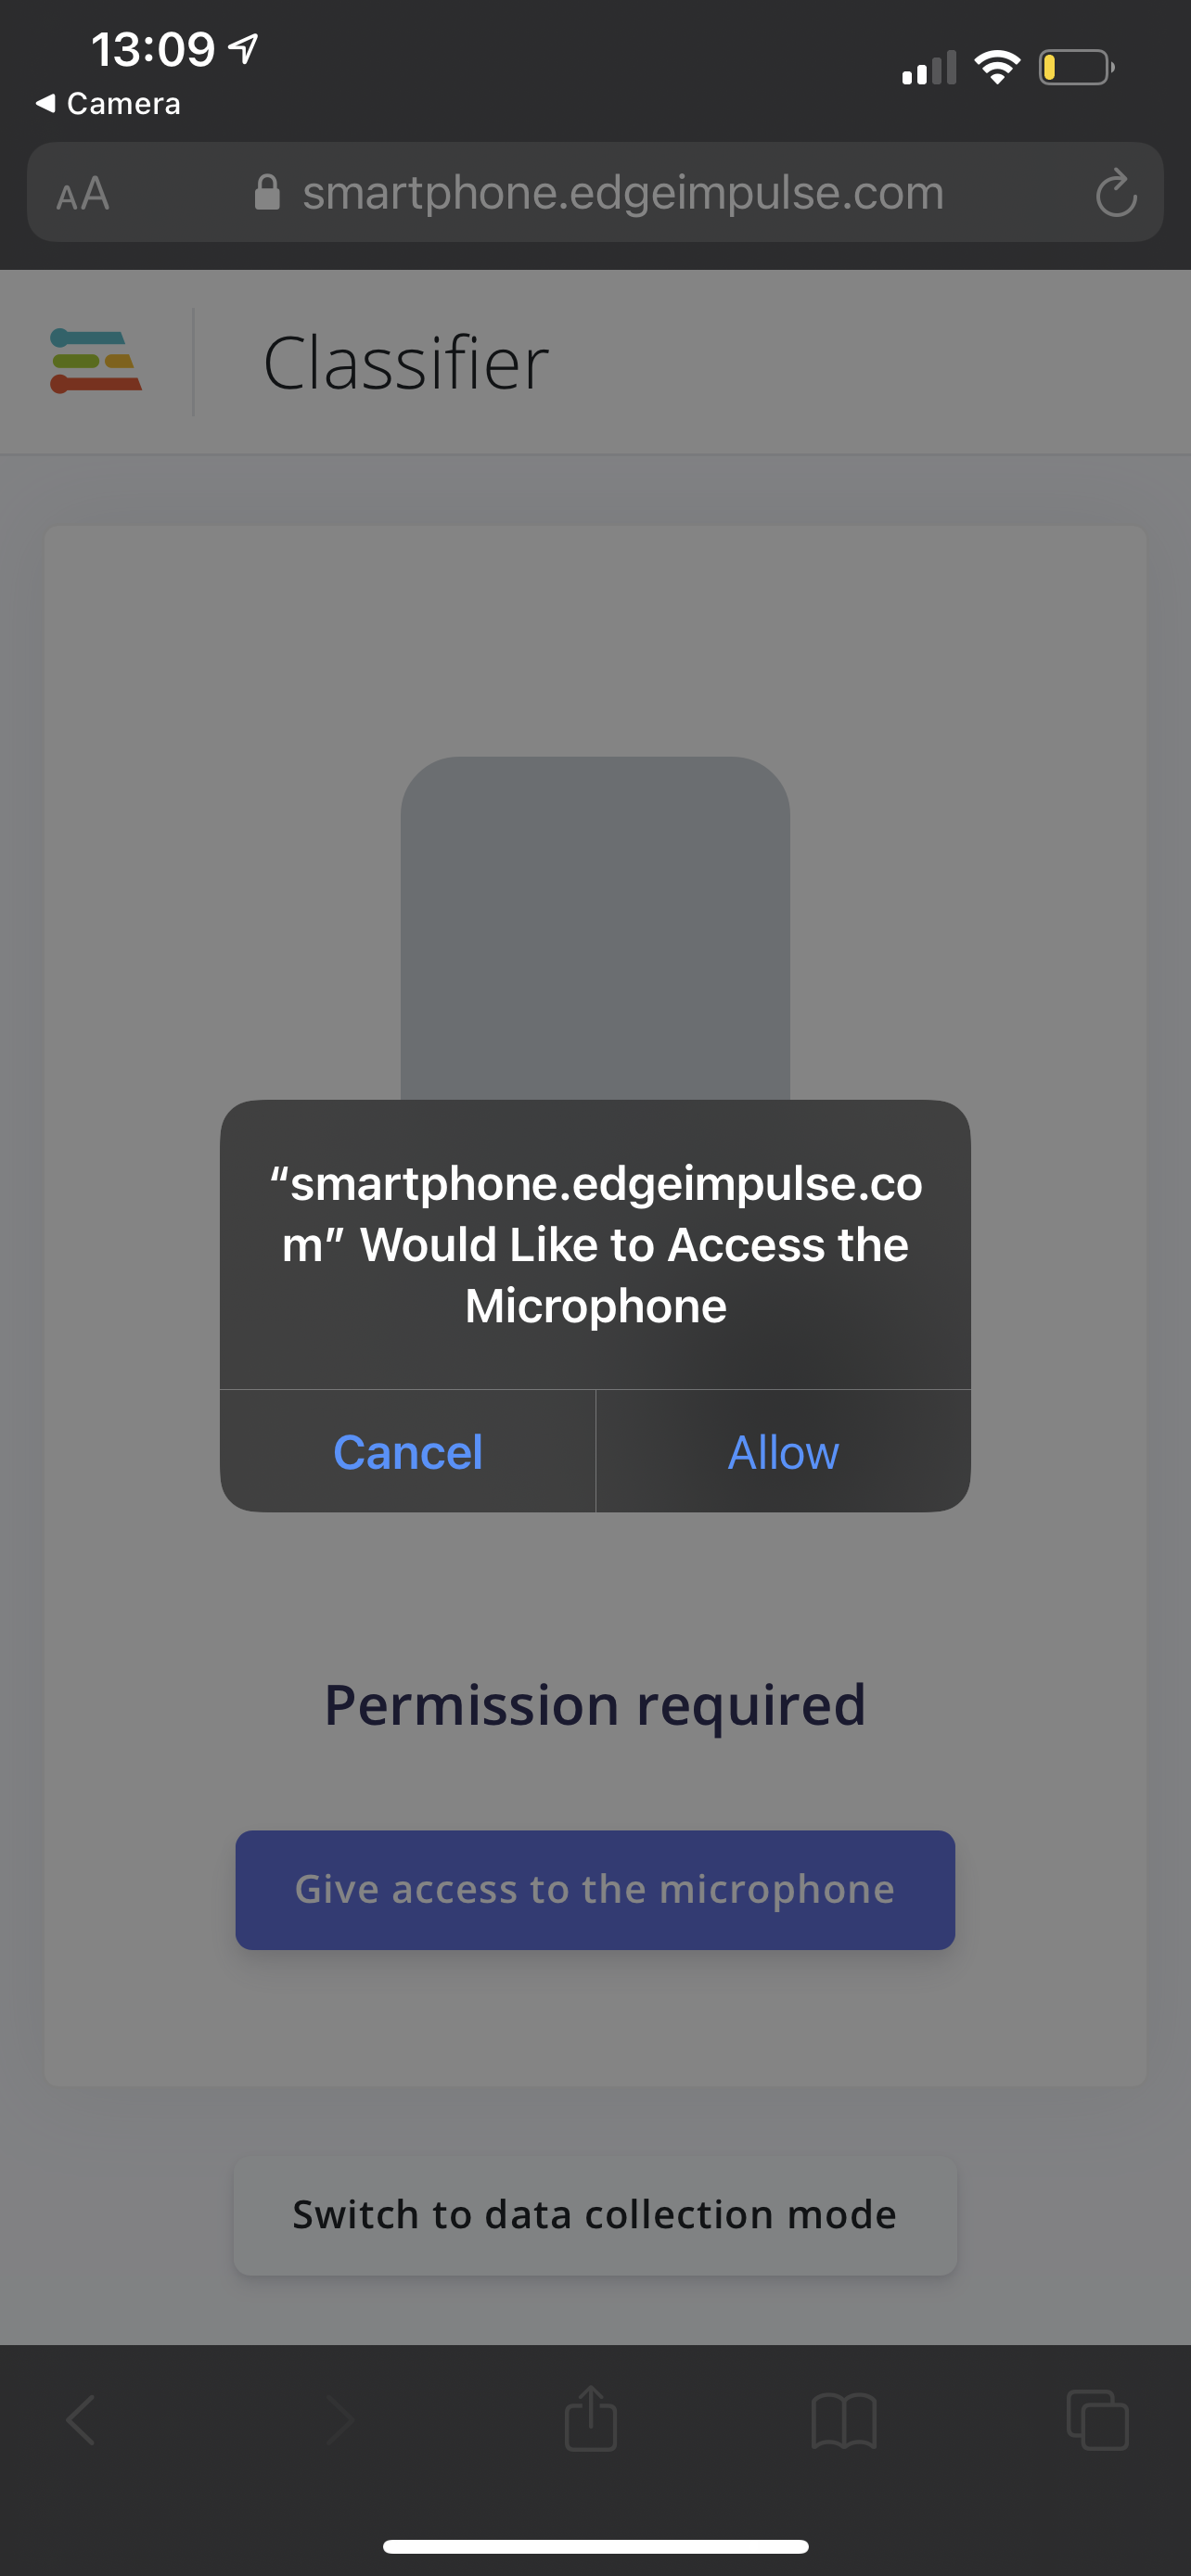 13:09
Camera
AA
smartphone.edgeimpulse.com
Classifier
“smartphone.edgeimpulse.co
m” Would Like to Access the
Microphone
Cancel
Allow
Permission required
Give access to the microphone
Switch to data collection mode